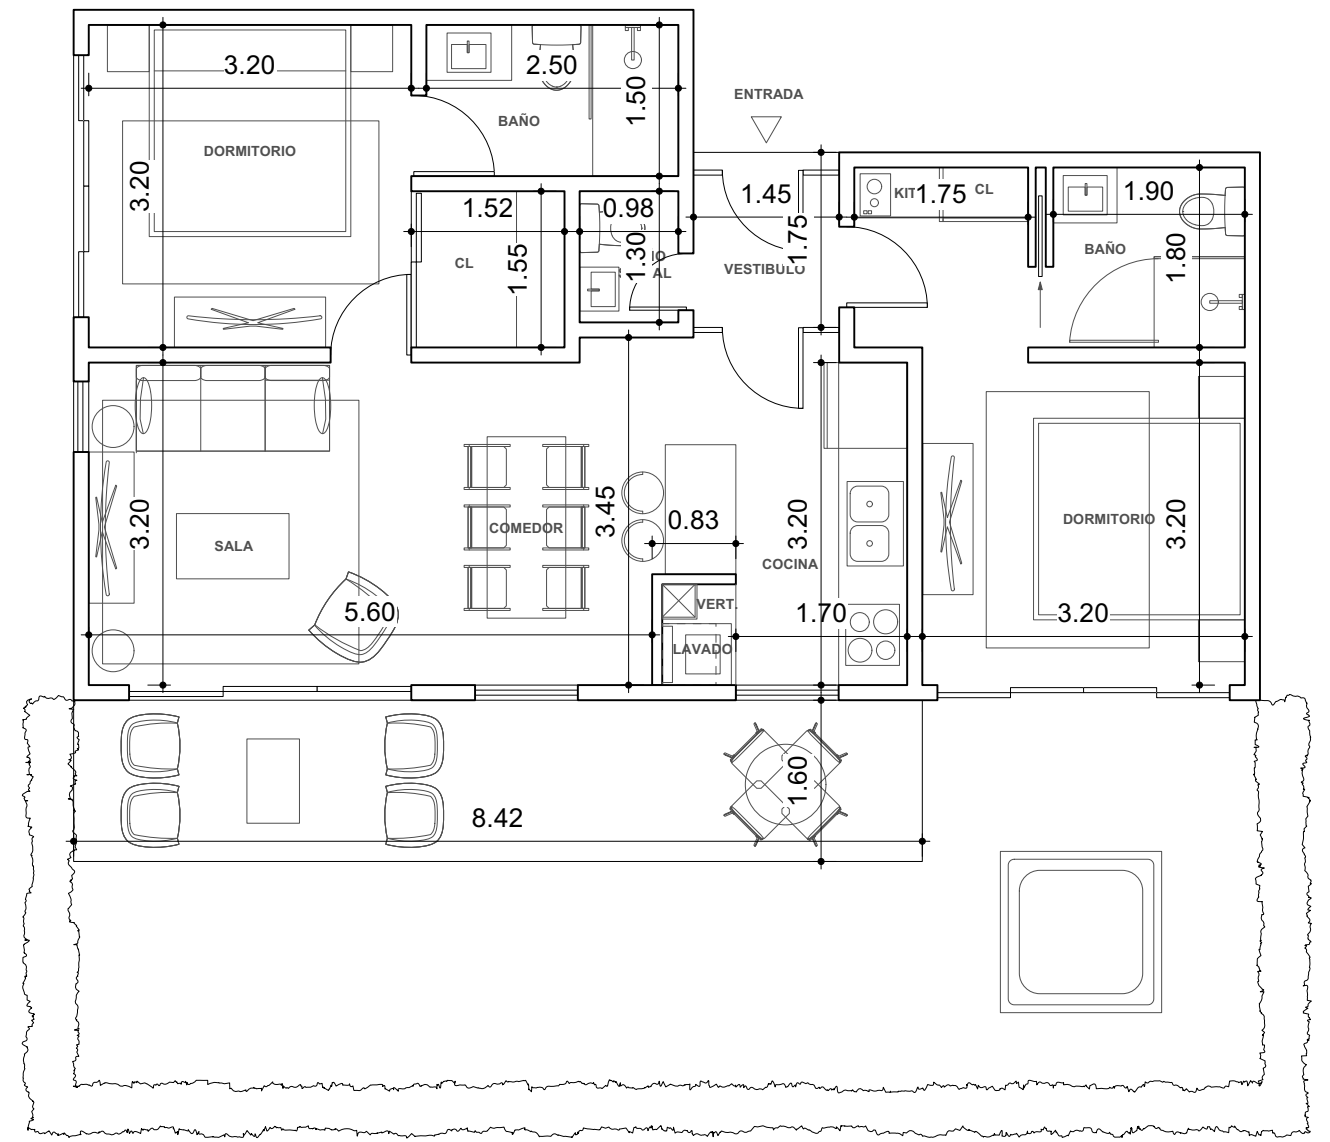 3.20
2.50
1.50
ENTRADA
BAÑO
DORMITORIO
3.20
1.52
0.98
1.45
KIT
1.75
CL
1.90
1.75
BAÑO
1.80
CL
1.55
1.30
VESTIBULO
3.20
3.45
0.83
3.20
DORMITORIO
3.20
COMEDOR
SALA
COCINA
5.60
VERT.
1.70
3.20
LAVADO
1.60
8.42